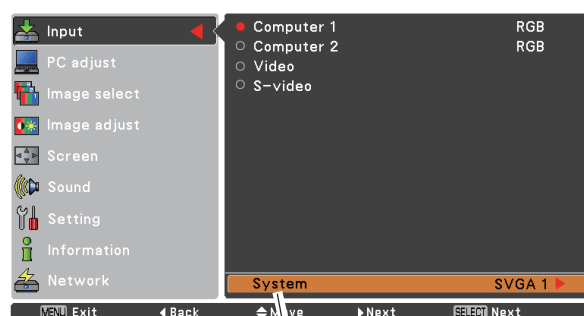 Input
PC adjust
Image select
Image adjust
Screen
Sound
Setting
Information
Network
Computer 1 RGB
Computer 2 RGB
Video
S-video
System SVGA 1
MENU Exit Back Move Next SELECT Next